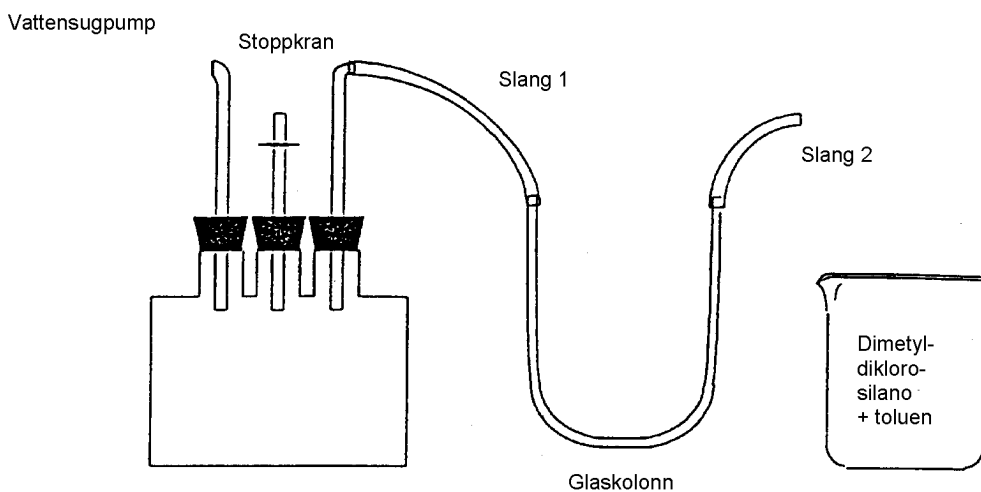 Vattensugpump
Stoppkran
Slang 1
Slang 2
Dimetyl-
dikloro-
silano
+ toluen
Glaskolonn